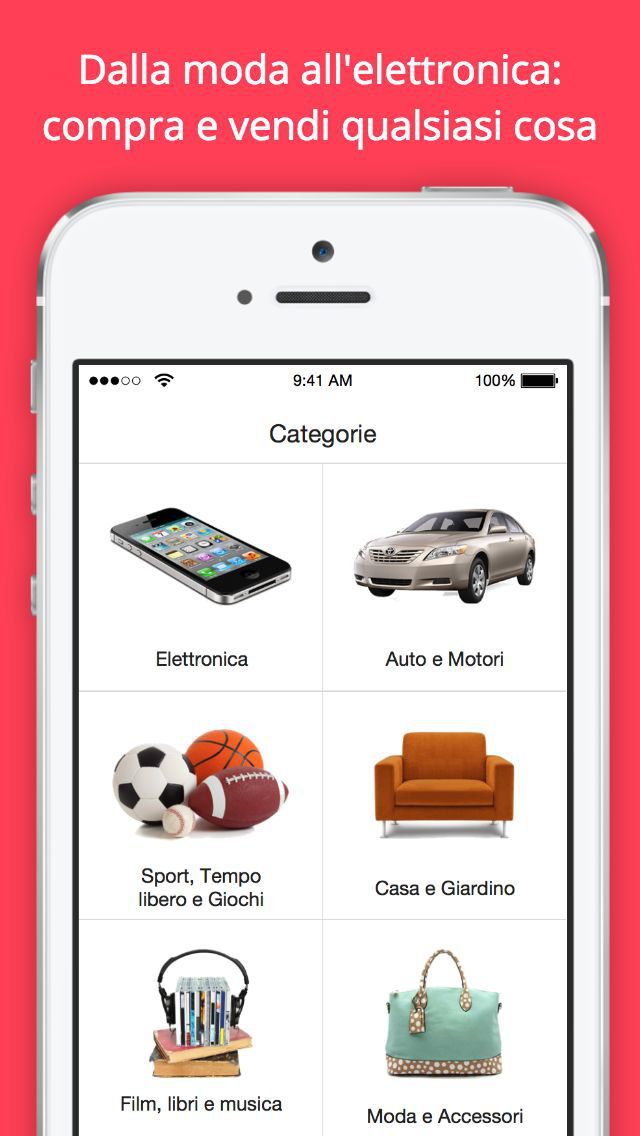 Dalla moda all'elettronica:
compra e vendi qualsiasi cosa
9:41 AM
100%
Categorie
Elettronica
Auto e Motori
Sport, Tempo
libero e Giochi
Casa e Giardino
Film, libri e musica
Moda e Accessori